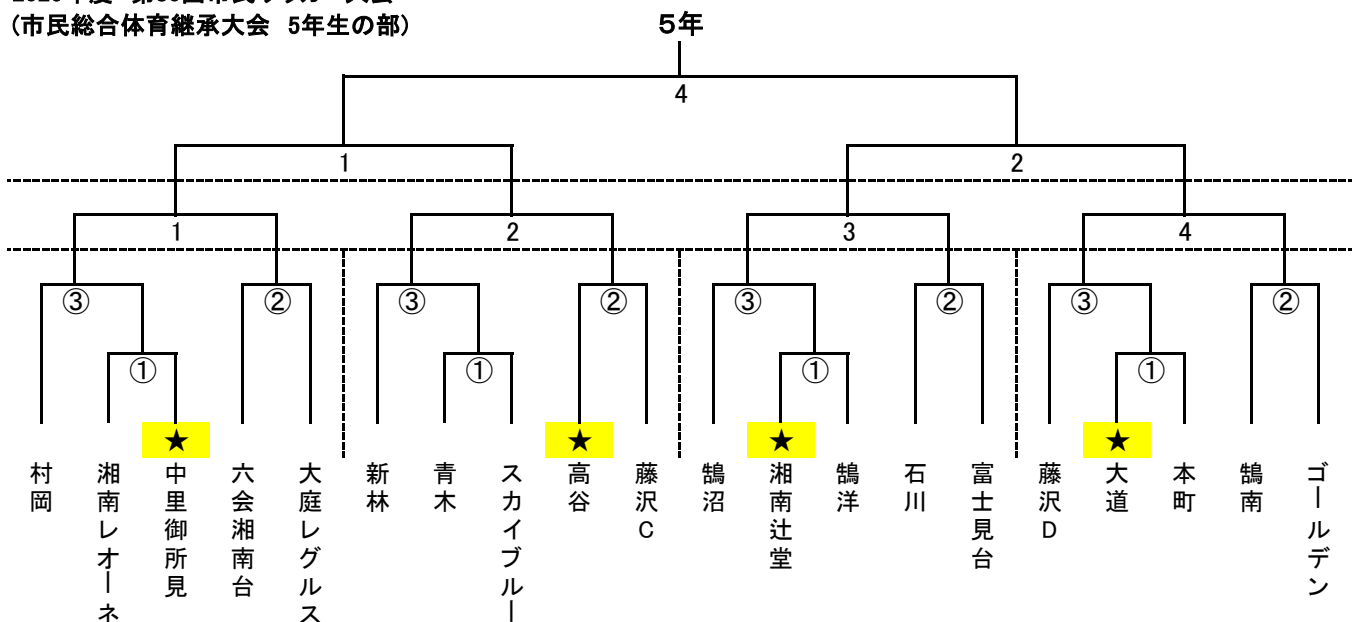 (市民総合体育継承大会 5年生の部)
5年
4
1
2
1
2
3
4
③
②
③
②
③
②
③
②
①
①
①
①
★
★
★
★
村岡
湘南レオーネ
中里御所見
六会湘南台
大庭レグルス
新林
青木
スカイブルー
高谷
藤沢C
鵠沼
湘南辻堂
鵠洋
石川
富士見台
藤沢D
大道
本町
鵠南
ゴールデン